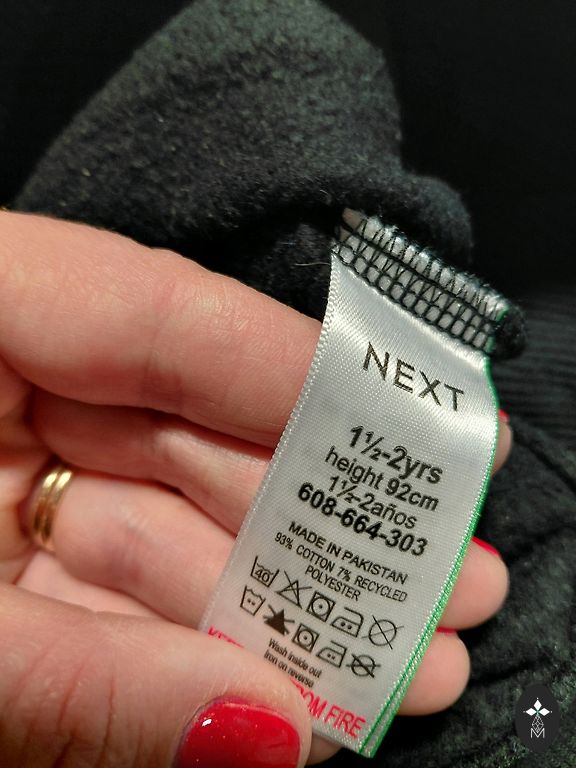 NEXT
1½-2yrs
height 92cm
1½-2años
608-664-303
MADE IN PAKISTAN
93% COTTON 7% RECYCLED
POLYESTER
40
Wash inside out
Iron on reverse
FIRE